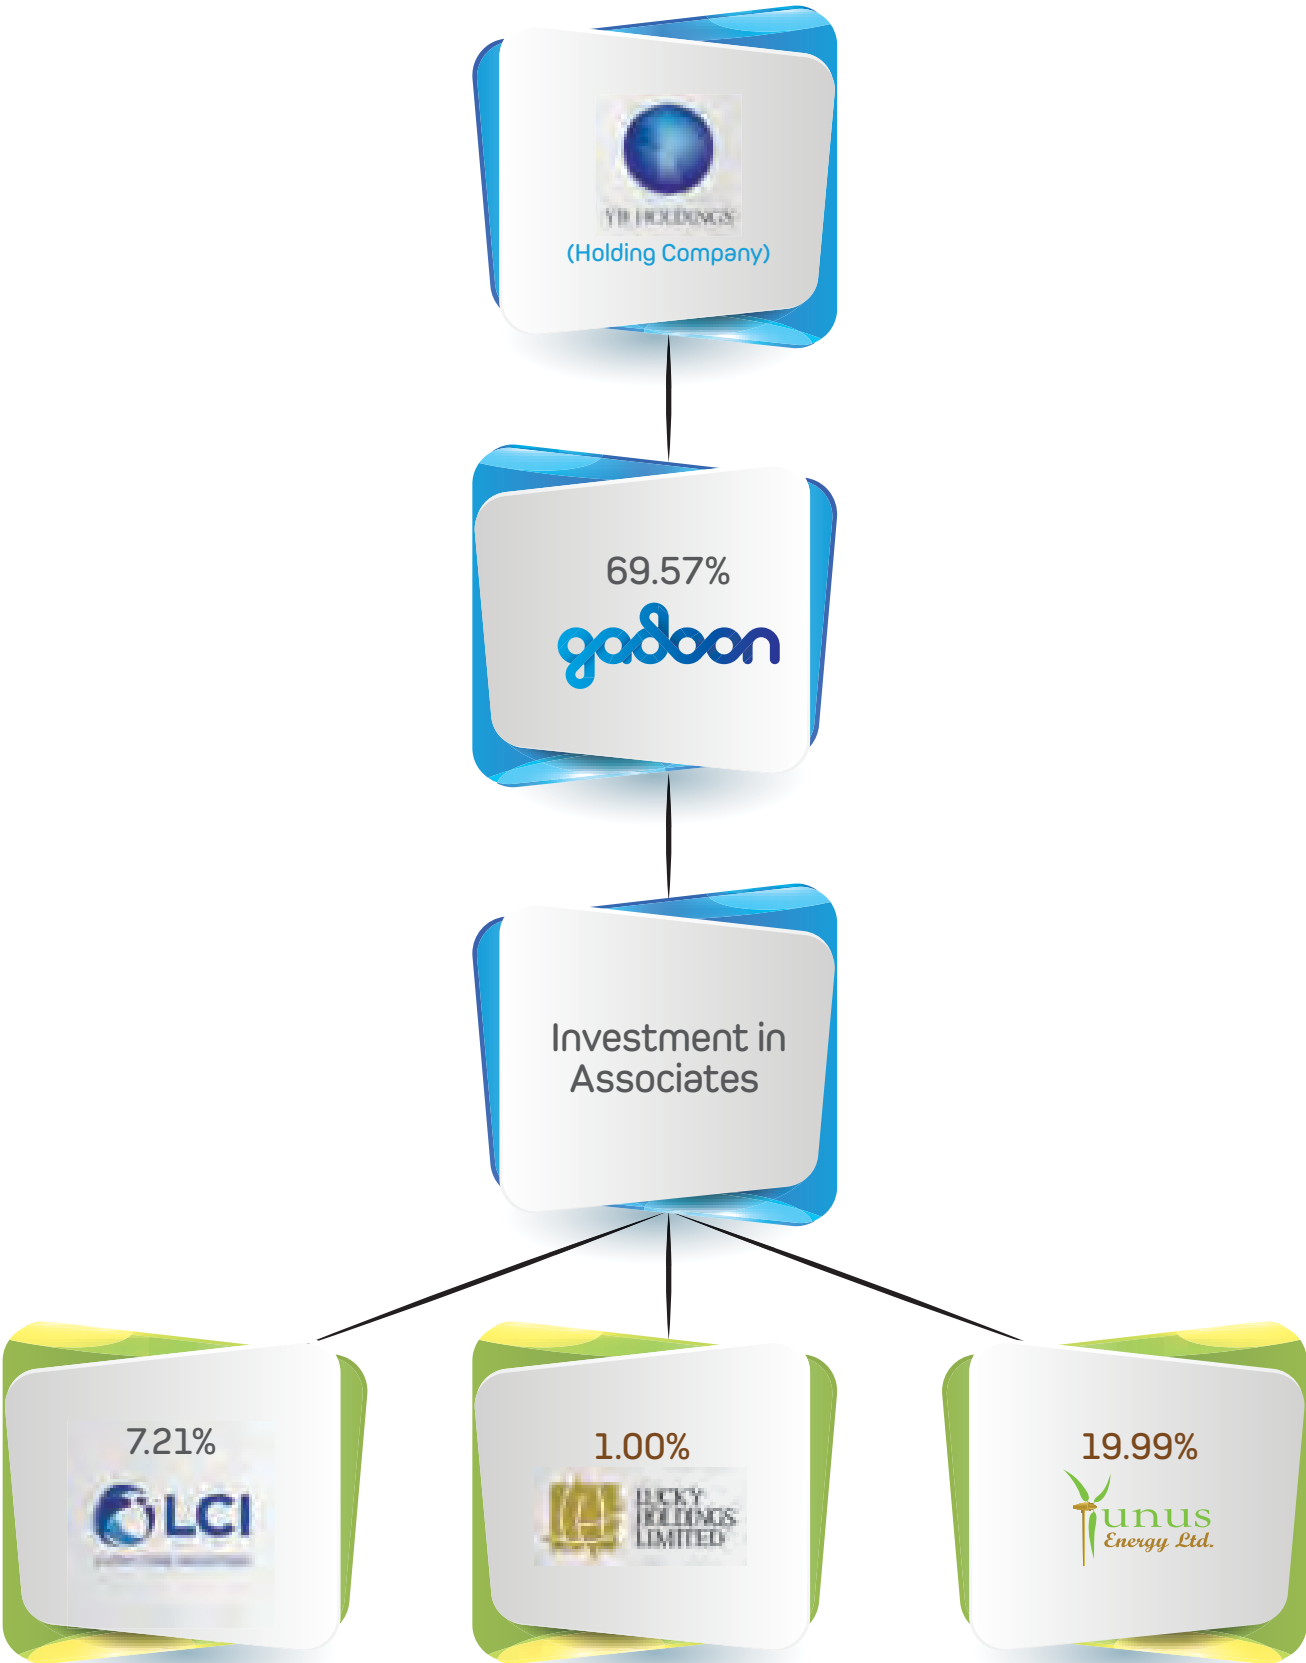 YB HOLDINGS
(Holding Company)
69.57%
gadoon
Investment in
Associates
7.21%
LCI
1.00%
LUCKY
HOLDINGS
LIMITED
19.99%
Yunus
Energy Ltd.